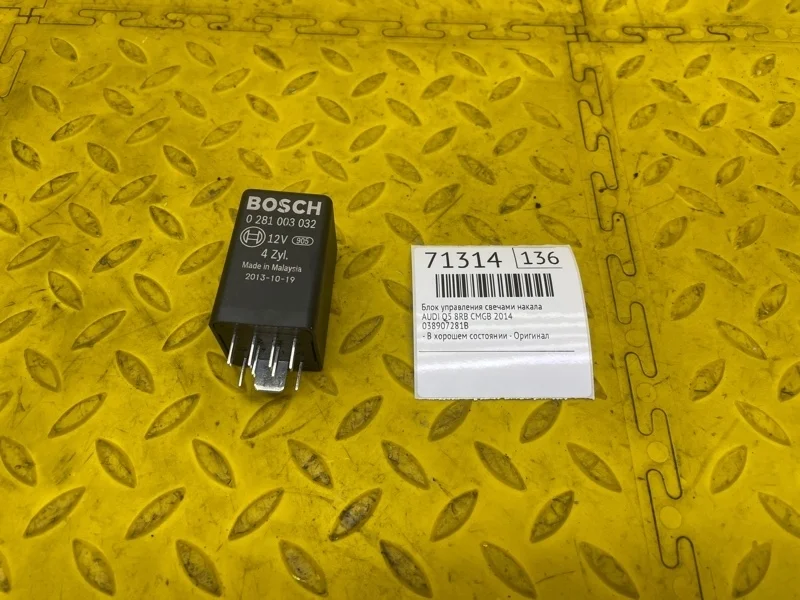 BOSCH
0 281 003 032
12V 905
4 Zyl.
Made in Malaysia
2013-10-19
71314 136
Блок управления свечами накала
AUDI Q5 8RB CMGB 2014
038907281B
- В хорошем состоянии - Оригинал